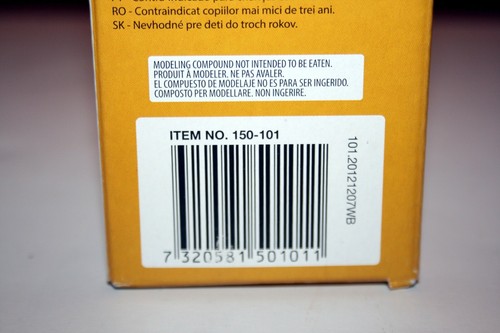 RO - Contraindicat copiilor mai mici de trei ani.
SK - Nevhodné pre deti do troch rokov.
MODELING COMPOUND NOT INTENDED TO BE EATEN.
PRODUIT À MODELER. NE PAS AVALER.
EL COMPUESTO DE MODELAJE NO ES PARA SER INGERIDO.
COMPOSTO PER MODELLARE. NON INGERIRE.
ITEM NO. 150-101
101.20121207WB
7 320581 501011